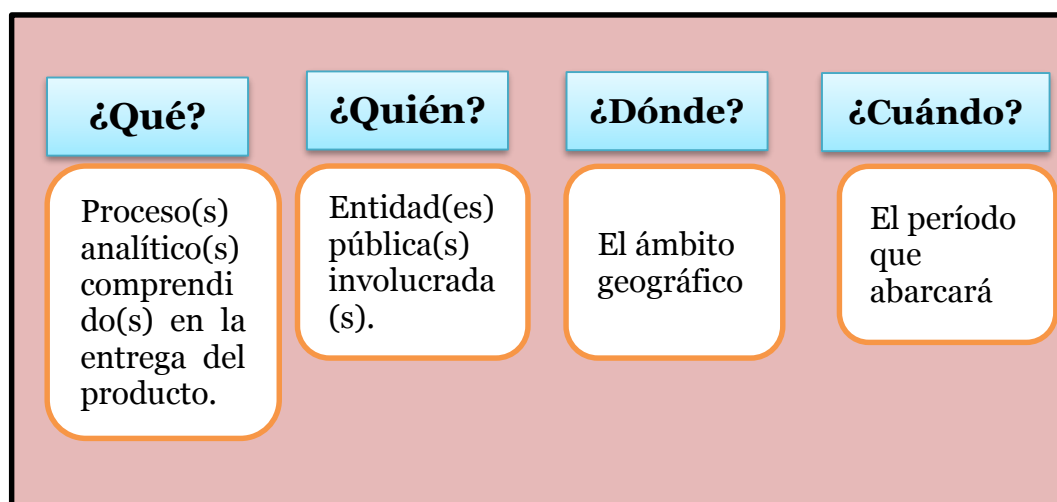 ¿Qué?
Proceso(s)
analítico(s)
comprendi
do(s) en la
entrega del
producto.
¿Quién?
Entidad(es)
pública(s)
involucrada
(s).
¿Dónde?
El ámbito
geográfico
¿Cuándo?
El período
que
abarcará